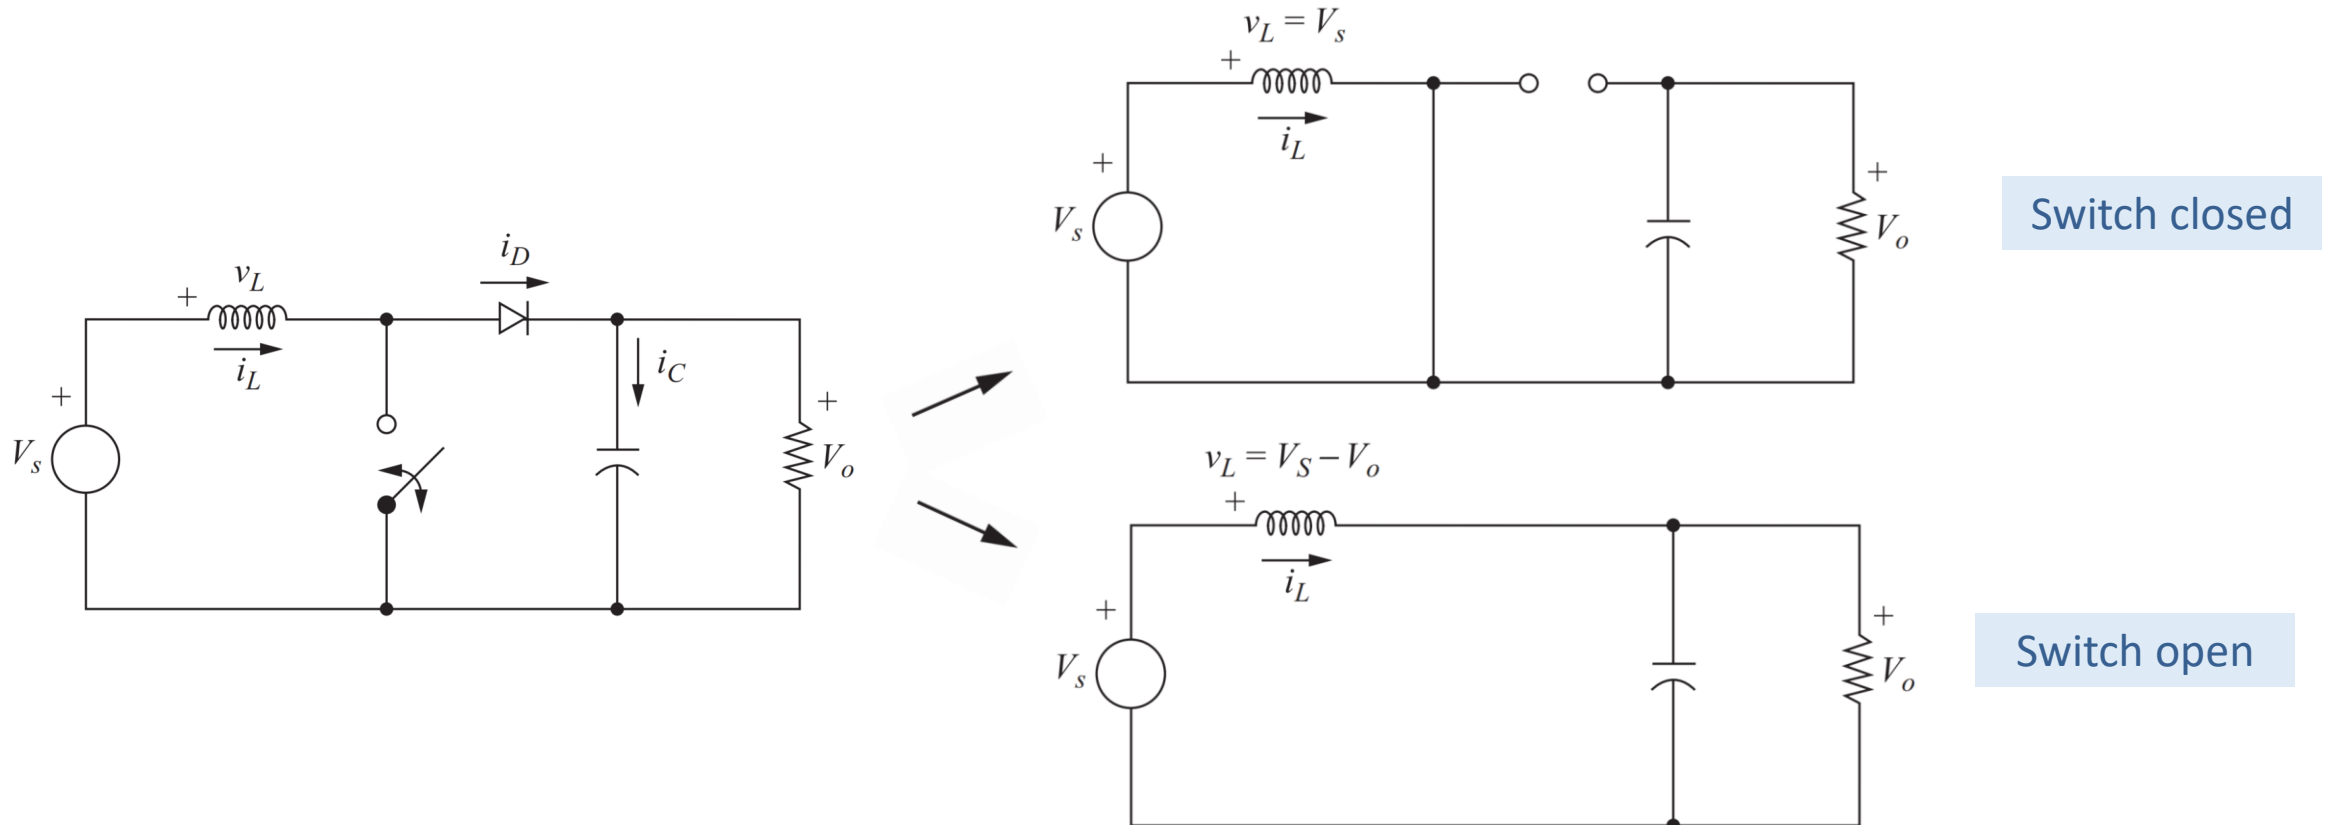 v_L
i_L
i_D
i_C
+
+
+
V_s
V_o
v_L = V_s
+
i_L
+
V_s
+
V_o
Switch closed
v_L = V_S – V_o
+
i_L
+
V_s
+
V_o
Switch open